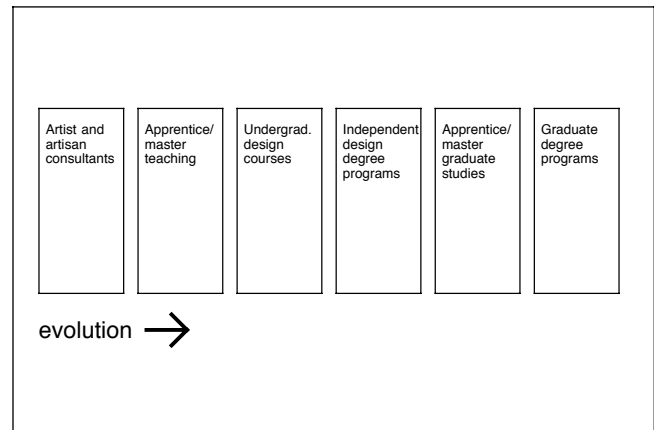 Artist and
artisan
consultants
Apprentice/
master
teaching
Undergrad.
design
courses
Independent
design
degree
programs
Apprentice/
master
graduate
studies
Graduate
degree
programs
evolution